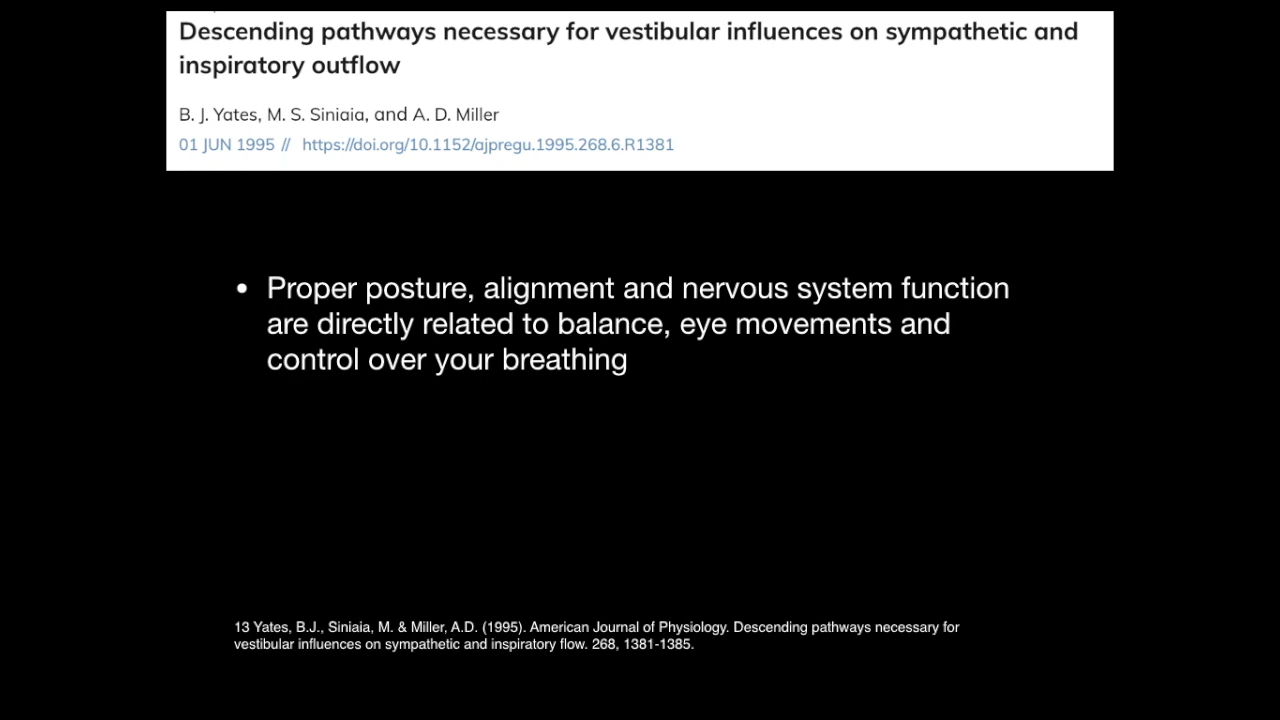 Descending pathways necessary for vestibular influences on sympathetic and
inspiratory outflow
B. J. Yates, M. S. Siniaia, and A. D. Miller
01 JUN 1995 // https://doi.org/10.1152/ajpregu.1995.268.6.R1381
• Proper posture, alignment and nervous system function
are directly related to balance, eye movements and
control over your breathing
13 Yates, B.J., Siniaia, M. & Miller, A.D. (1995). American Journal of Physiology. Descending pathways necessary for
vestibular influences on sympathetic and inspiratory flow. 268, 1381-1385.